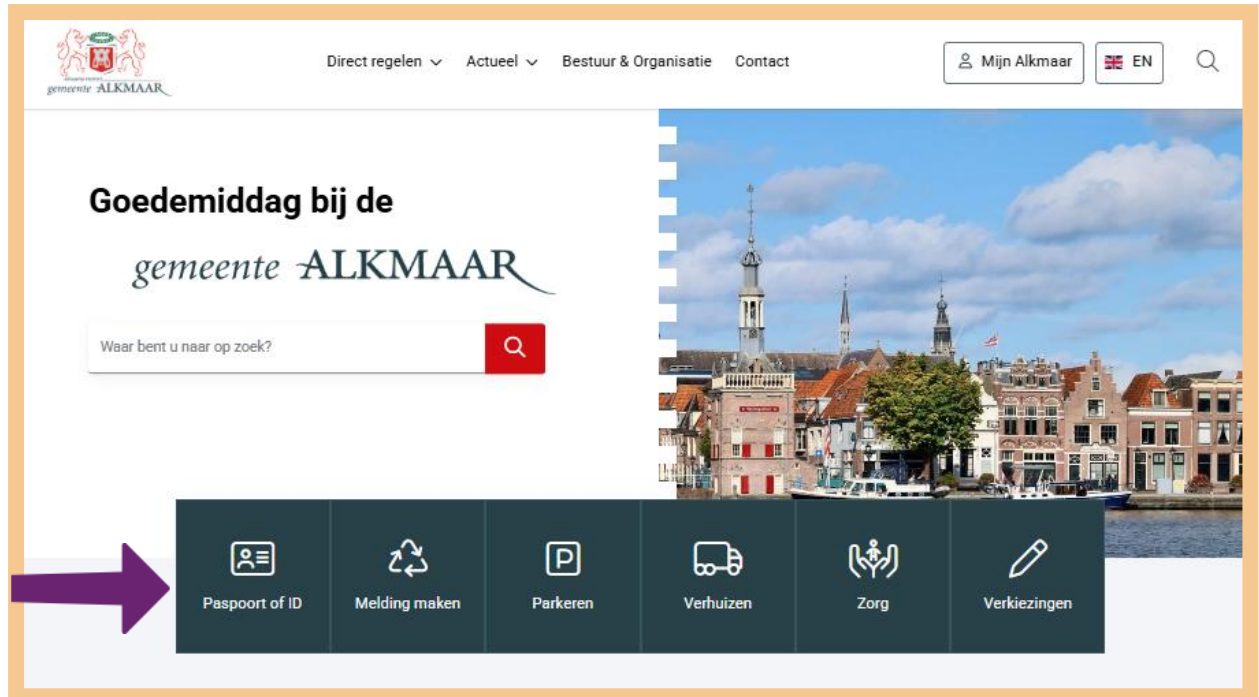 gemeente ALKMAAR
Direct regelen
Actueel
Bestuur & Organisatie
Contact
Mijn Alkmaar
EN
Goedemiddag bij de
gemeente ALKMAAR
Waar bent u naar op zoek?
Paspoort of ID
Melding maken
P
Parkeren
Verhuizen
Zorg
Verkiezingen